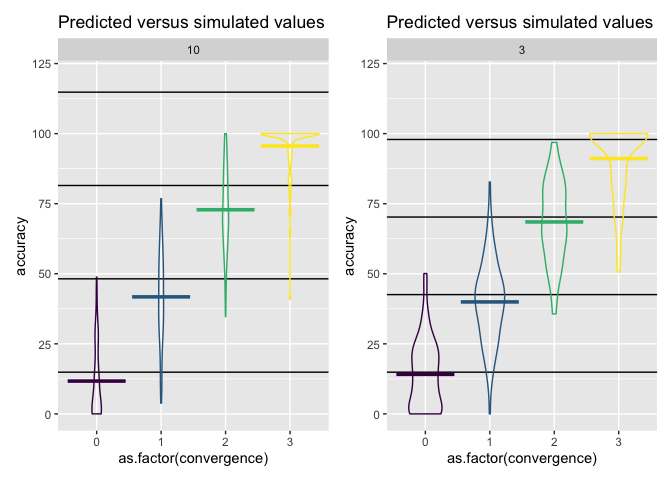 Predicted versus simulated values
10
125
100
75
50
25
0
accuracy
0 1 2 3
as.factor(convergence)
Predicted versus simulated values
3
125
100
75
50
25
0
accuracy
0 1 2 3
as.factor(convergence)